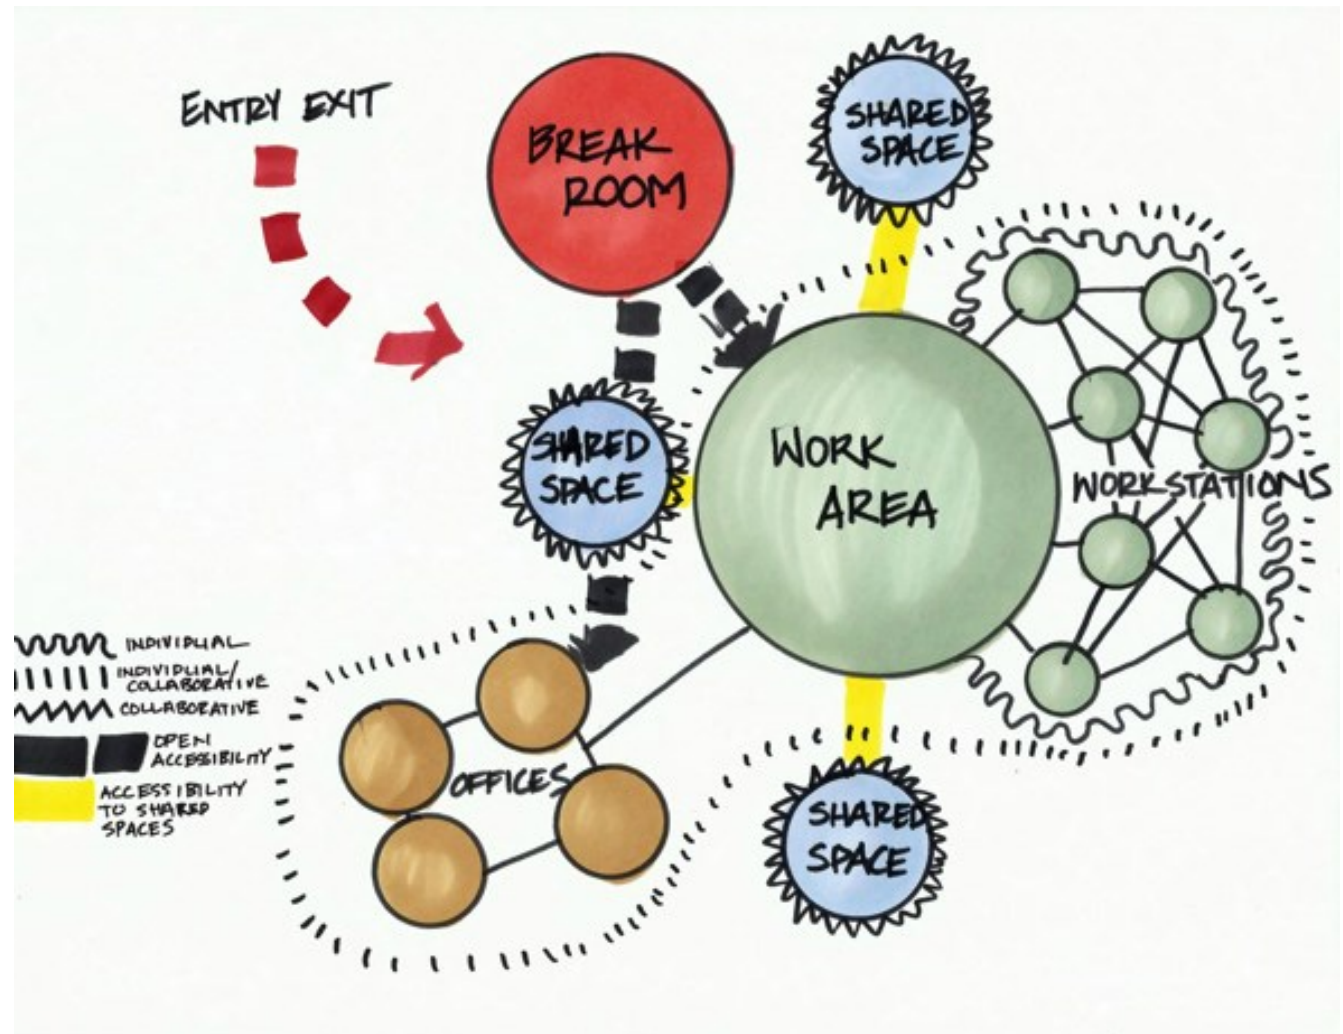 ENTRY EXIT
BREAK
ROOM
SHARED
SPACE
SHARED
SPACE
WORK
AREA
WORKSTATIONS
OFFICES
SHARED
SPACE
INDIVIDUAL
INDIVIDUAL/
COLLABORATIVE
COLLABORATIVE
OPEN
ACCESSIBILITY
ACCESSIBILITY
TO SHARED
SPACES